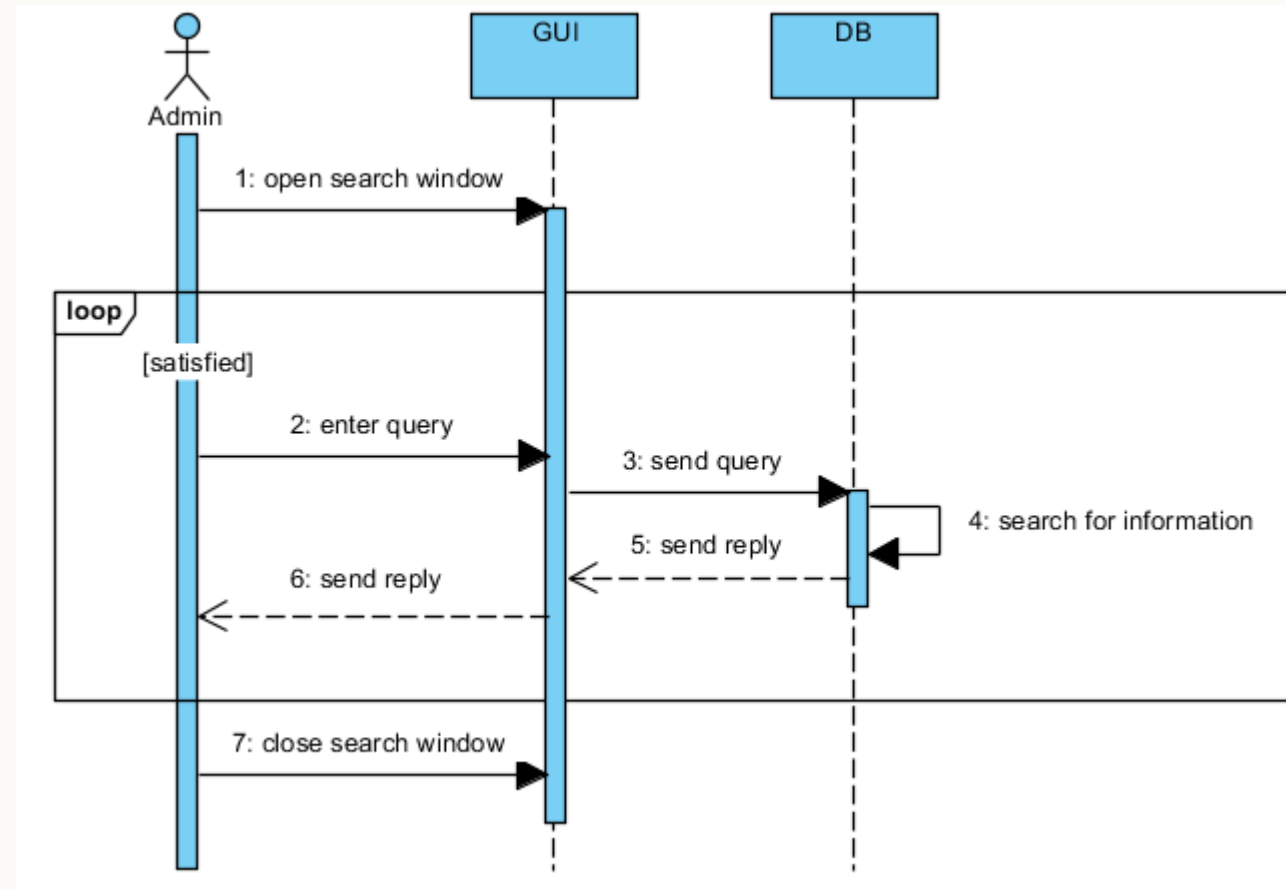 GUI
DB
Admin
1: open search window
loop
[satisfied]
2: enter query
3: send query
4: search for information
5: send reply
6: send reply
7: close search window